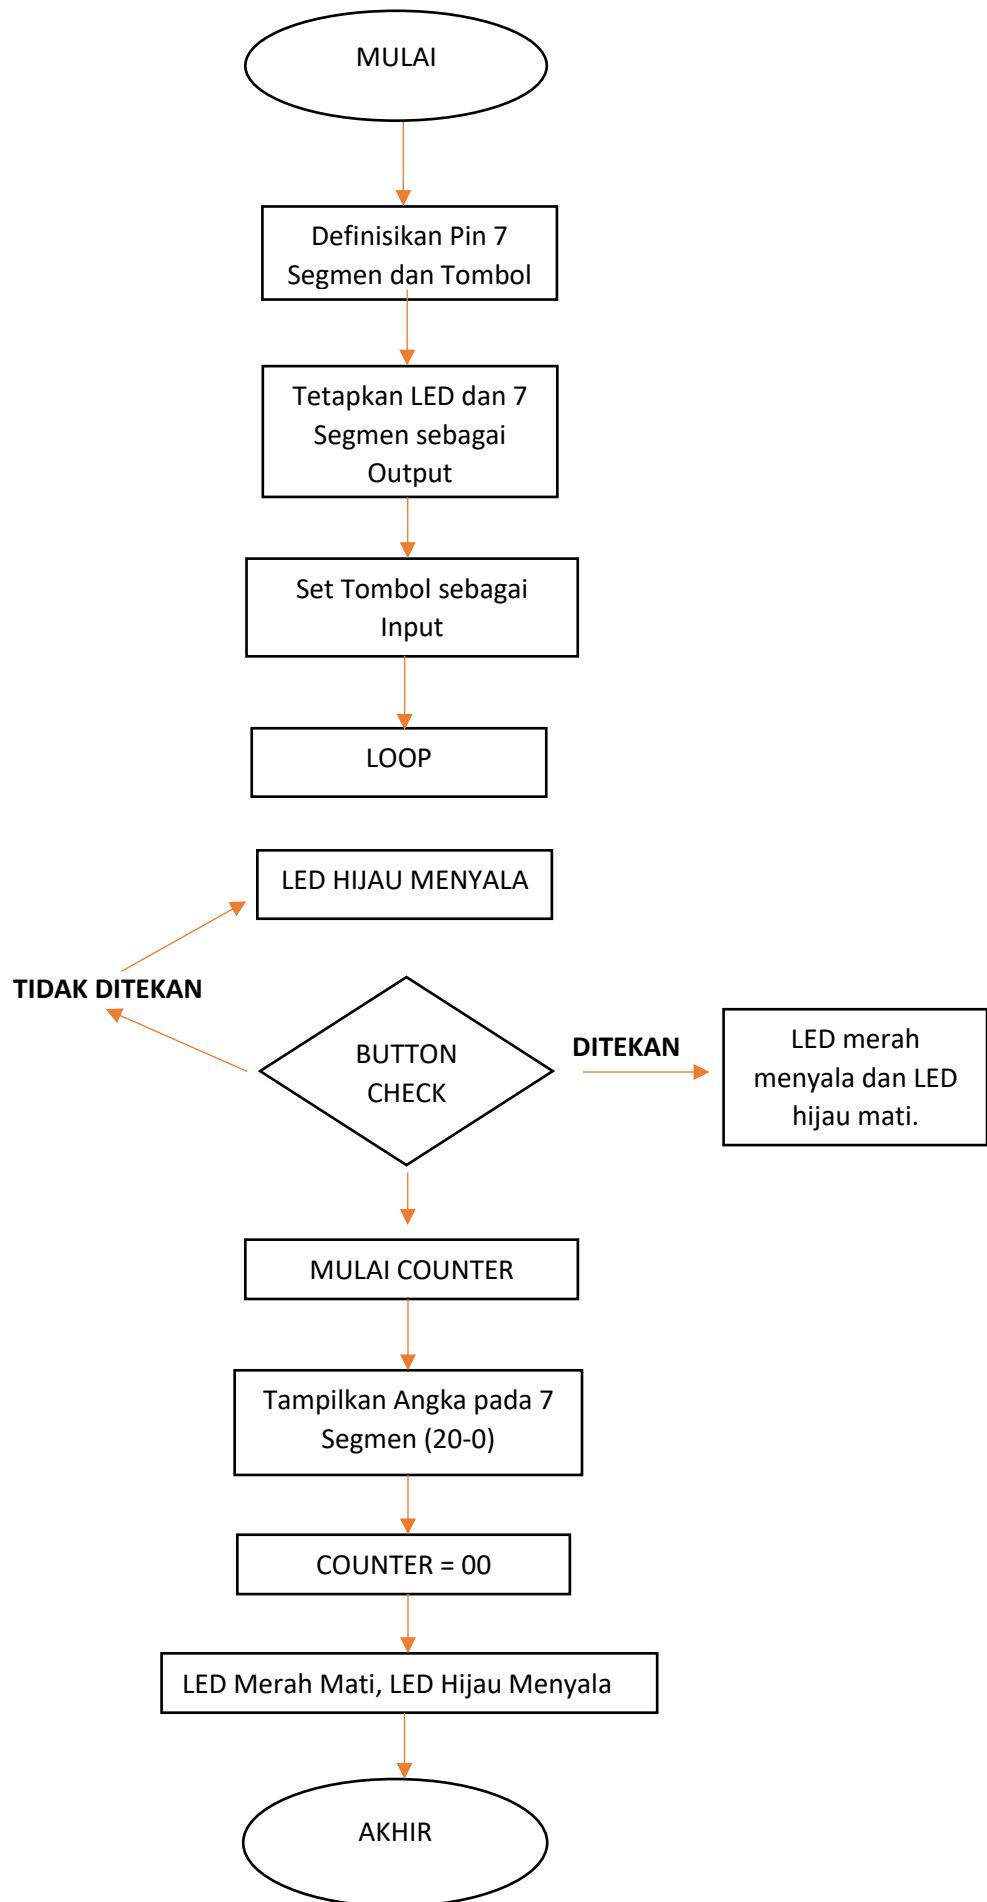 MULAI
Definisikan Pin 7
Segmen dan Tombol
Tetapkan LED dan 7
Segmen sebagai
Output
Set Tombol sebagai
Input
LOOP
LED HIJAU MENYALA
TIDAK DITEKAN
BUTTON
CHECK
DITEKAN
LED merah
menyala dan LED
hijau mati.
MULAI COUNTER
Tampilkan Angka pada 7
Segmen (20-0)
COUNTER = 00
LED Merah Mati, LED Hijau Menyala
AKHIR